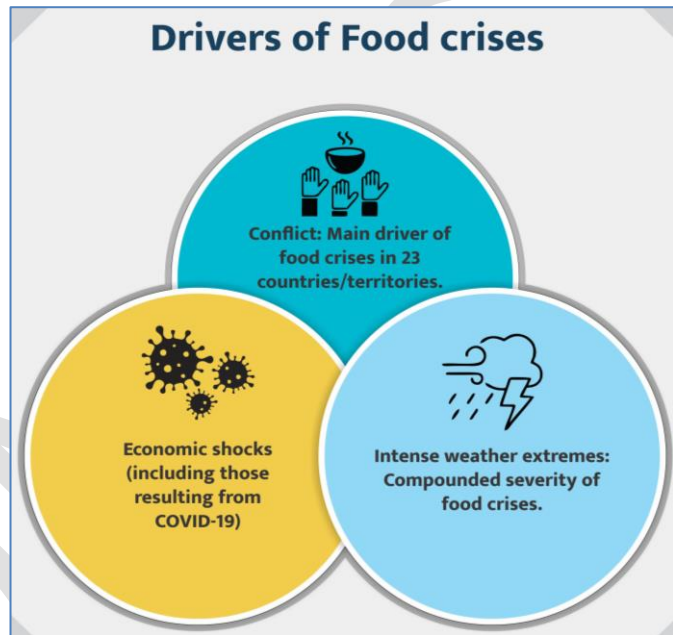 Drivers of Food crises
Conflict: Main driver of
food crises in 23
countries/territories.
Economic shocks
(including those
resulting from
COVID-19)
Intense weather extremes:
Compounded severity of
food crises.